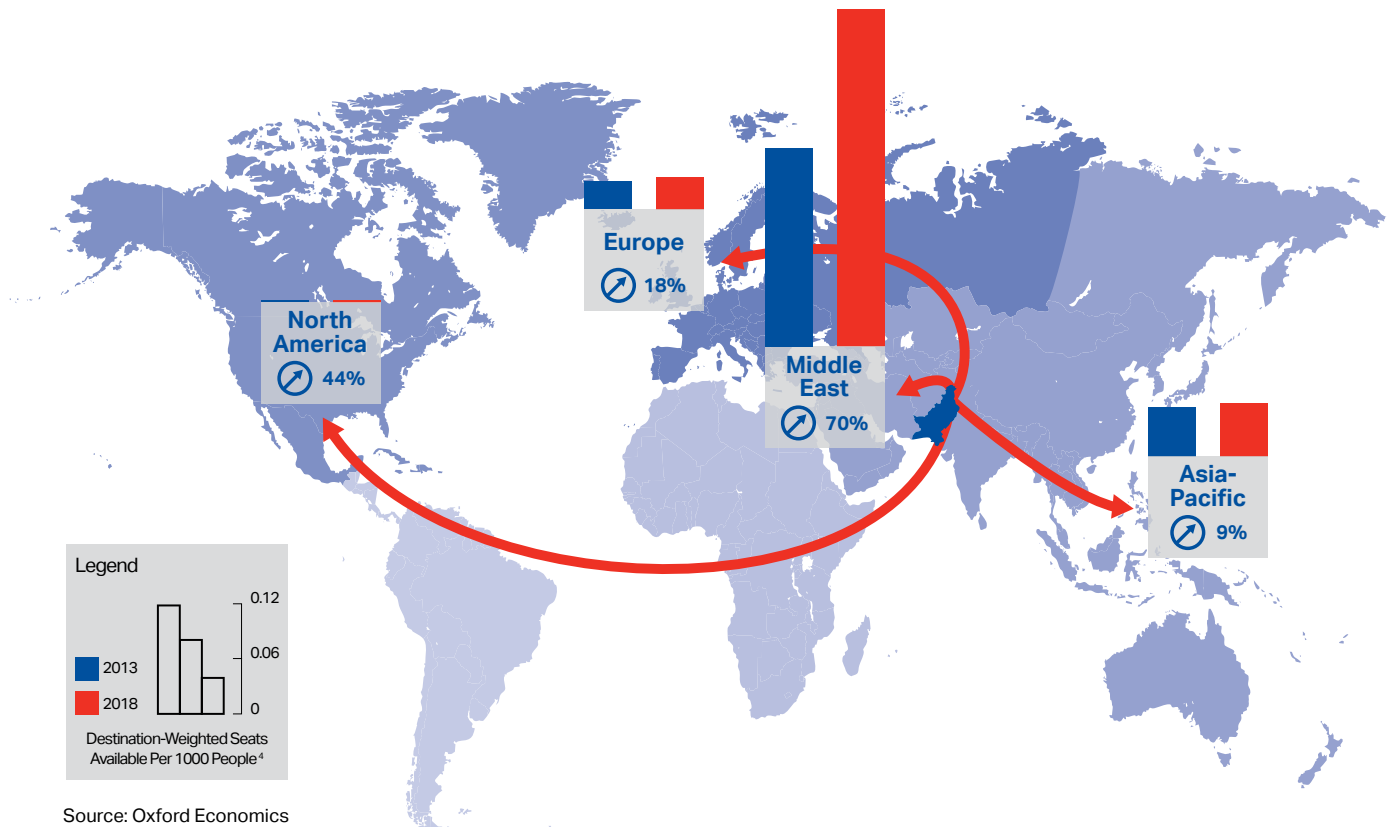 Europe
18%
North
America
44%
Middle
East
70%
Asia-
Pacific
9%
Legend
0.12
0.06
0
2013
2018
Destination-Weighted Seats
Available Per 1000 People 4
Source: Oxford Economics